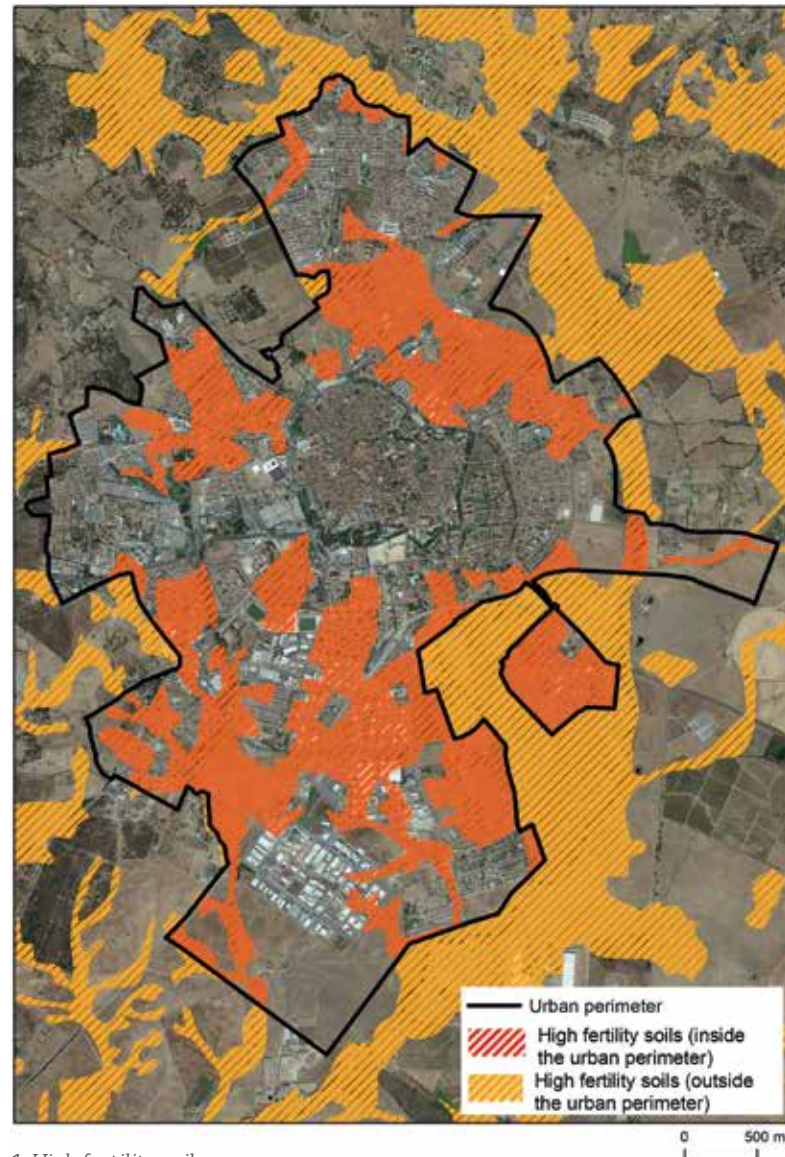 Urban perimeter
High fertility soils (inside
the urban perimeter)
High fertility soils (outside
the urban perimeter)
0 500 m